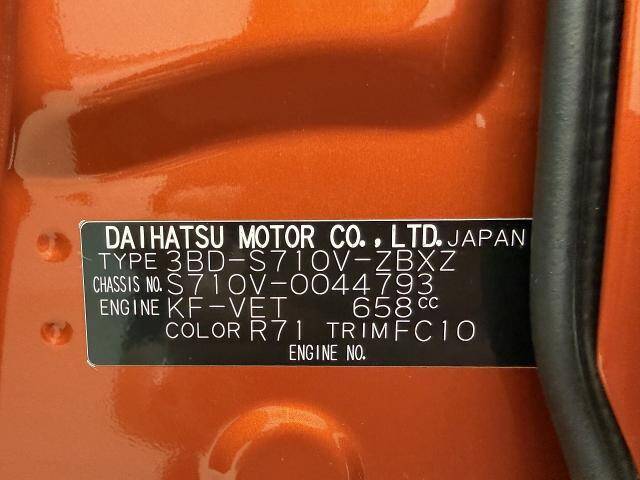 DAIHATSU MOTOR CO., LTD. JAPAN
TYPE 3BD-S710V-ZBXZ
CHASSIS NO. S710V-0044793
ENGINE KF-VET 658cc
COLOR R71 TRIM FC10
ENGINE NO.